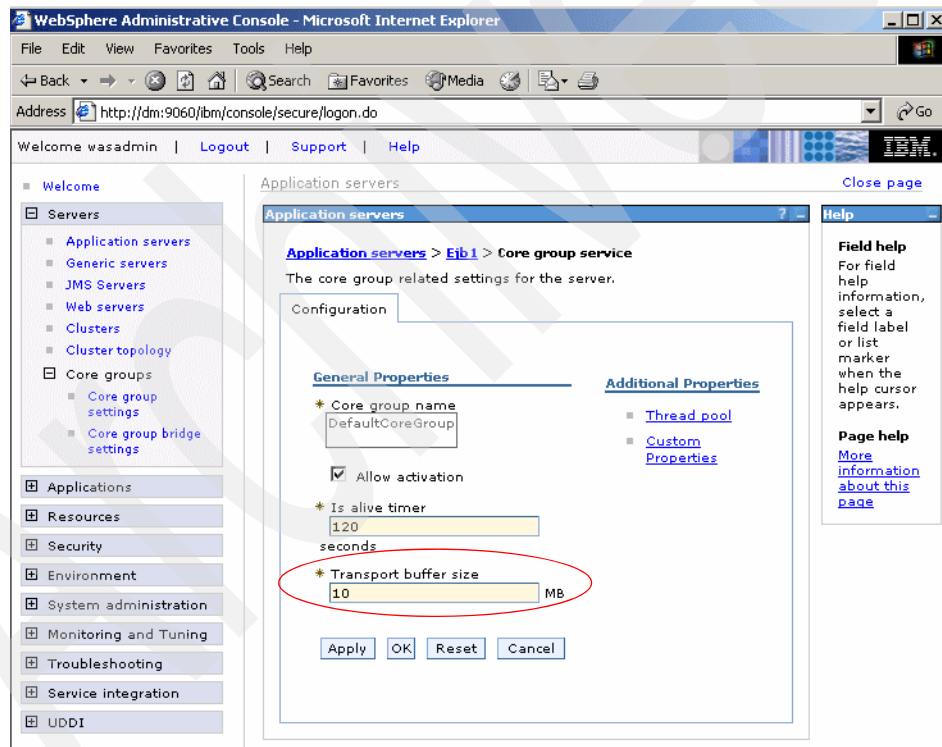 WebSphere Administrative Console - Microsoft Internet Explorer
File Edit View Favorites Tools Help
Back Search Favorites Media
Address http://dm:9060/ibm/console/secure/logon.do Go
Welcome wasadmin | Logout | Support | Help IBM.
Welcome
Servers
Application servers
Generic servers
JMS Servers
Web servers
Clusters
Cluster topology
Core groups
Core group
settings
Core group bridge
settings
Applications
Resources
Security
Environment
System administration
Monitoring and Tuning
Troubleshooting
Service integration
UDDI
Application servers Close page
Application servers ? -
Application servers > Ejb1 > Core group service
The core group related settings for the server.
Configuration
General Properties
* Core group name
DefaultCoreGroup
Allow activation
* Is alive timer
120
seconds
* Transport buffer size
10 MB
Apply OK Reset Cancel
Additional Properties
Thread pool
Custom
Properties
Help -
Field help
For field
help
information,
select a
field label
or list
marker
when the
help cursor
appears.
Page help
More
information
about this
page